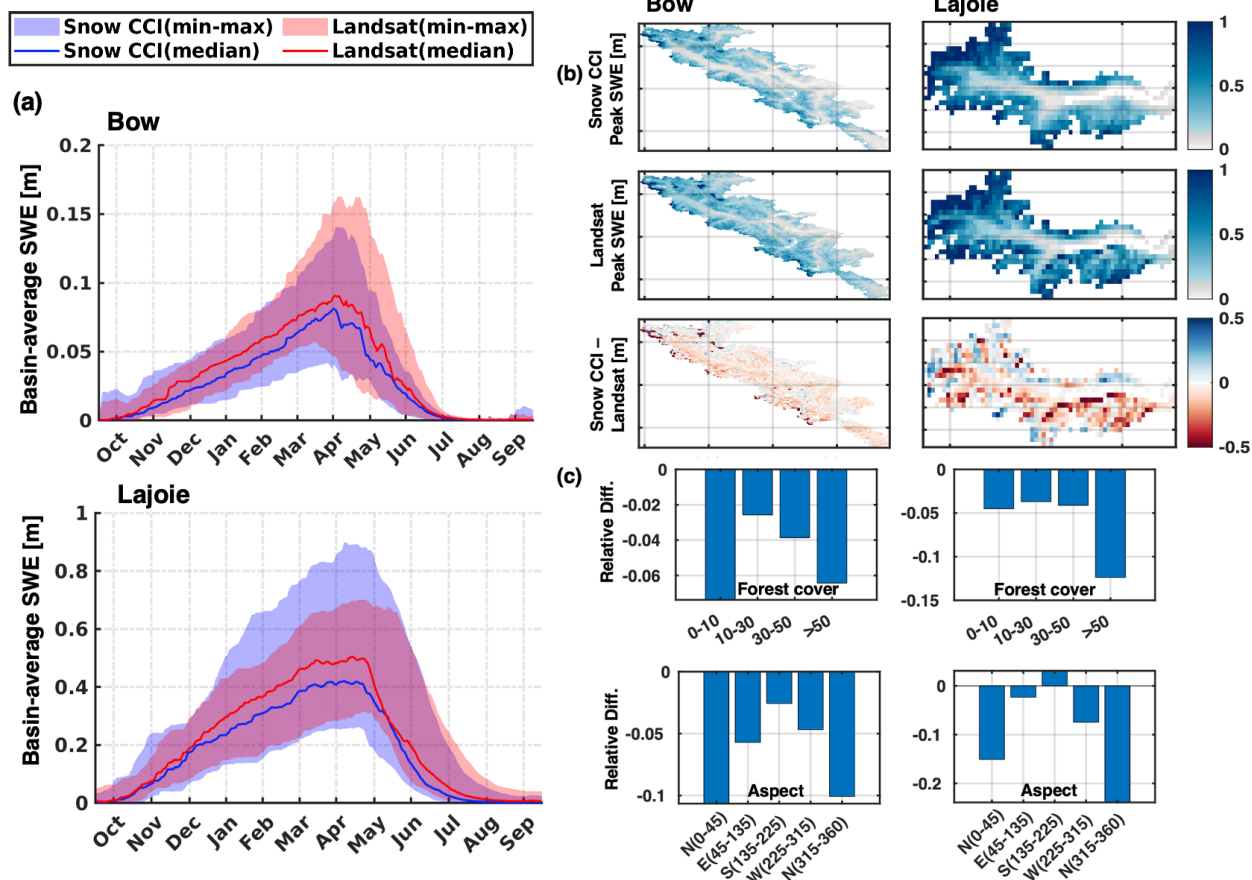 Snow CCI(min-max) Landsat(min-max)
Snow CCI(median) Landsat(median)
(a)
Bow
Basin-average SWE [m]
0.2
0.15
0.1
0.05
0
Oct Nov Dec Jan Feb Mar Apr May Jun Jul Aug Sep
Lajoie
Basin-average SWE [m]
1
0.8
0.6
0.4
0.2
0
Oct Nov Dec Jan Feb Mar Apr May Jun Jul Aug Sep
Bow Lajoie
(b)
Snow CCI
Peak SWE [m]
1
0.5
0
Landsat
Peak SWE [m]
1
0.5
0
Snow CCI –
Landsat [m]
0.5
0
-0.5
(c)
Relative Diff.
0
-0.02
-0.04
-0.06
Forest cover
0-10 10-30 30-50 >50
0
-0.05
-0.1
-0.15
Forest cover
0-10 10-30 30-50 >50
Relative Diff.
0
-0.05
-0.1
Aspect
N(0-45) E(45-135) S(135-225) W(225-315) N(315-360)
0
-0.1
-0.2
Aspect
N(0-45) E(45-135) S(135-225) W(225-315) N(315-360)